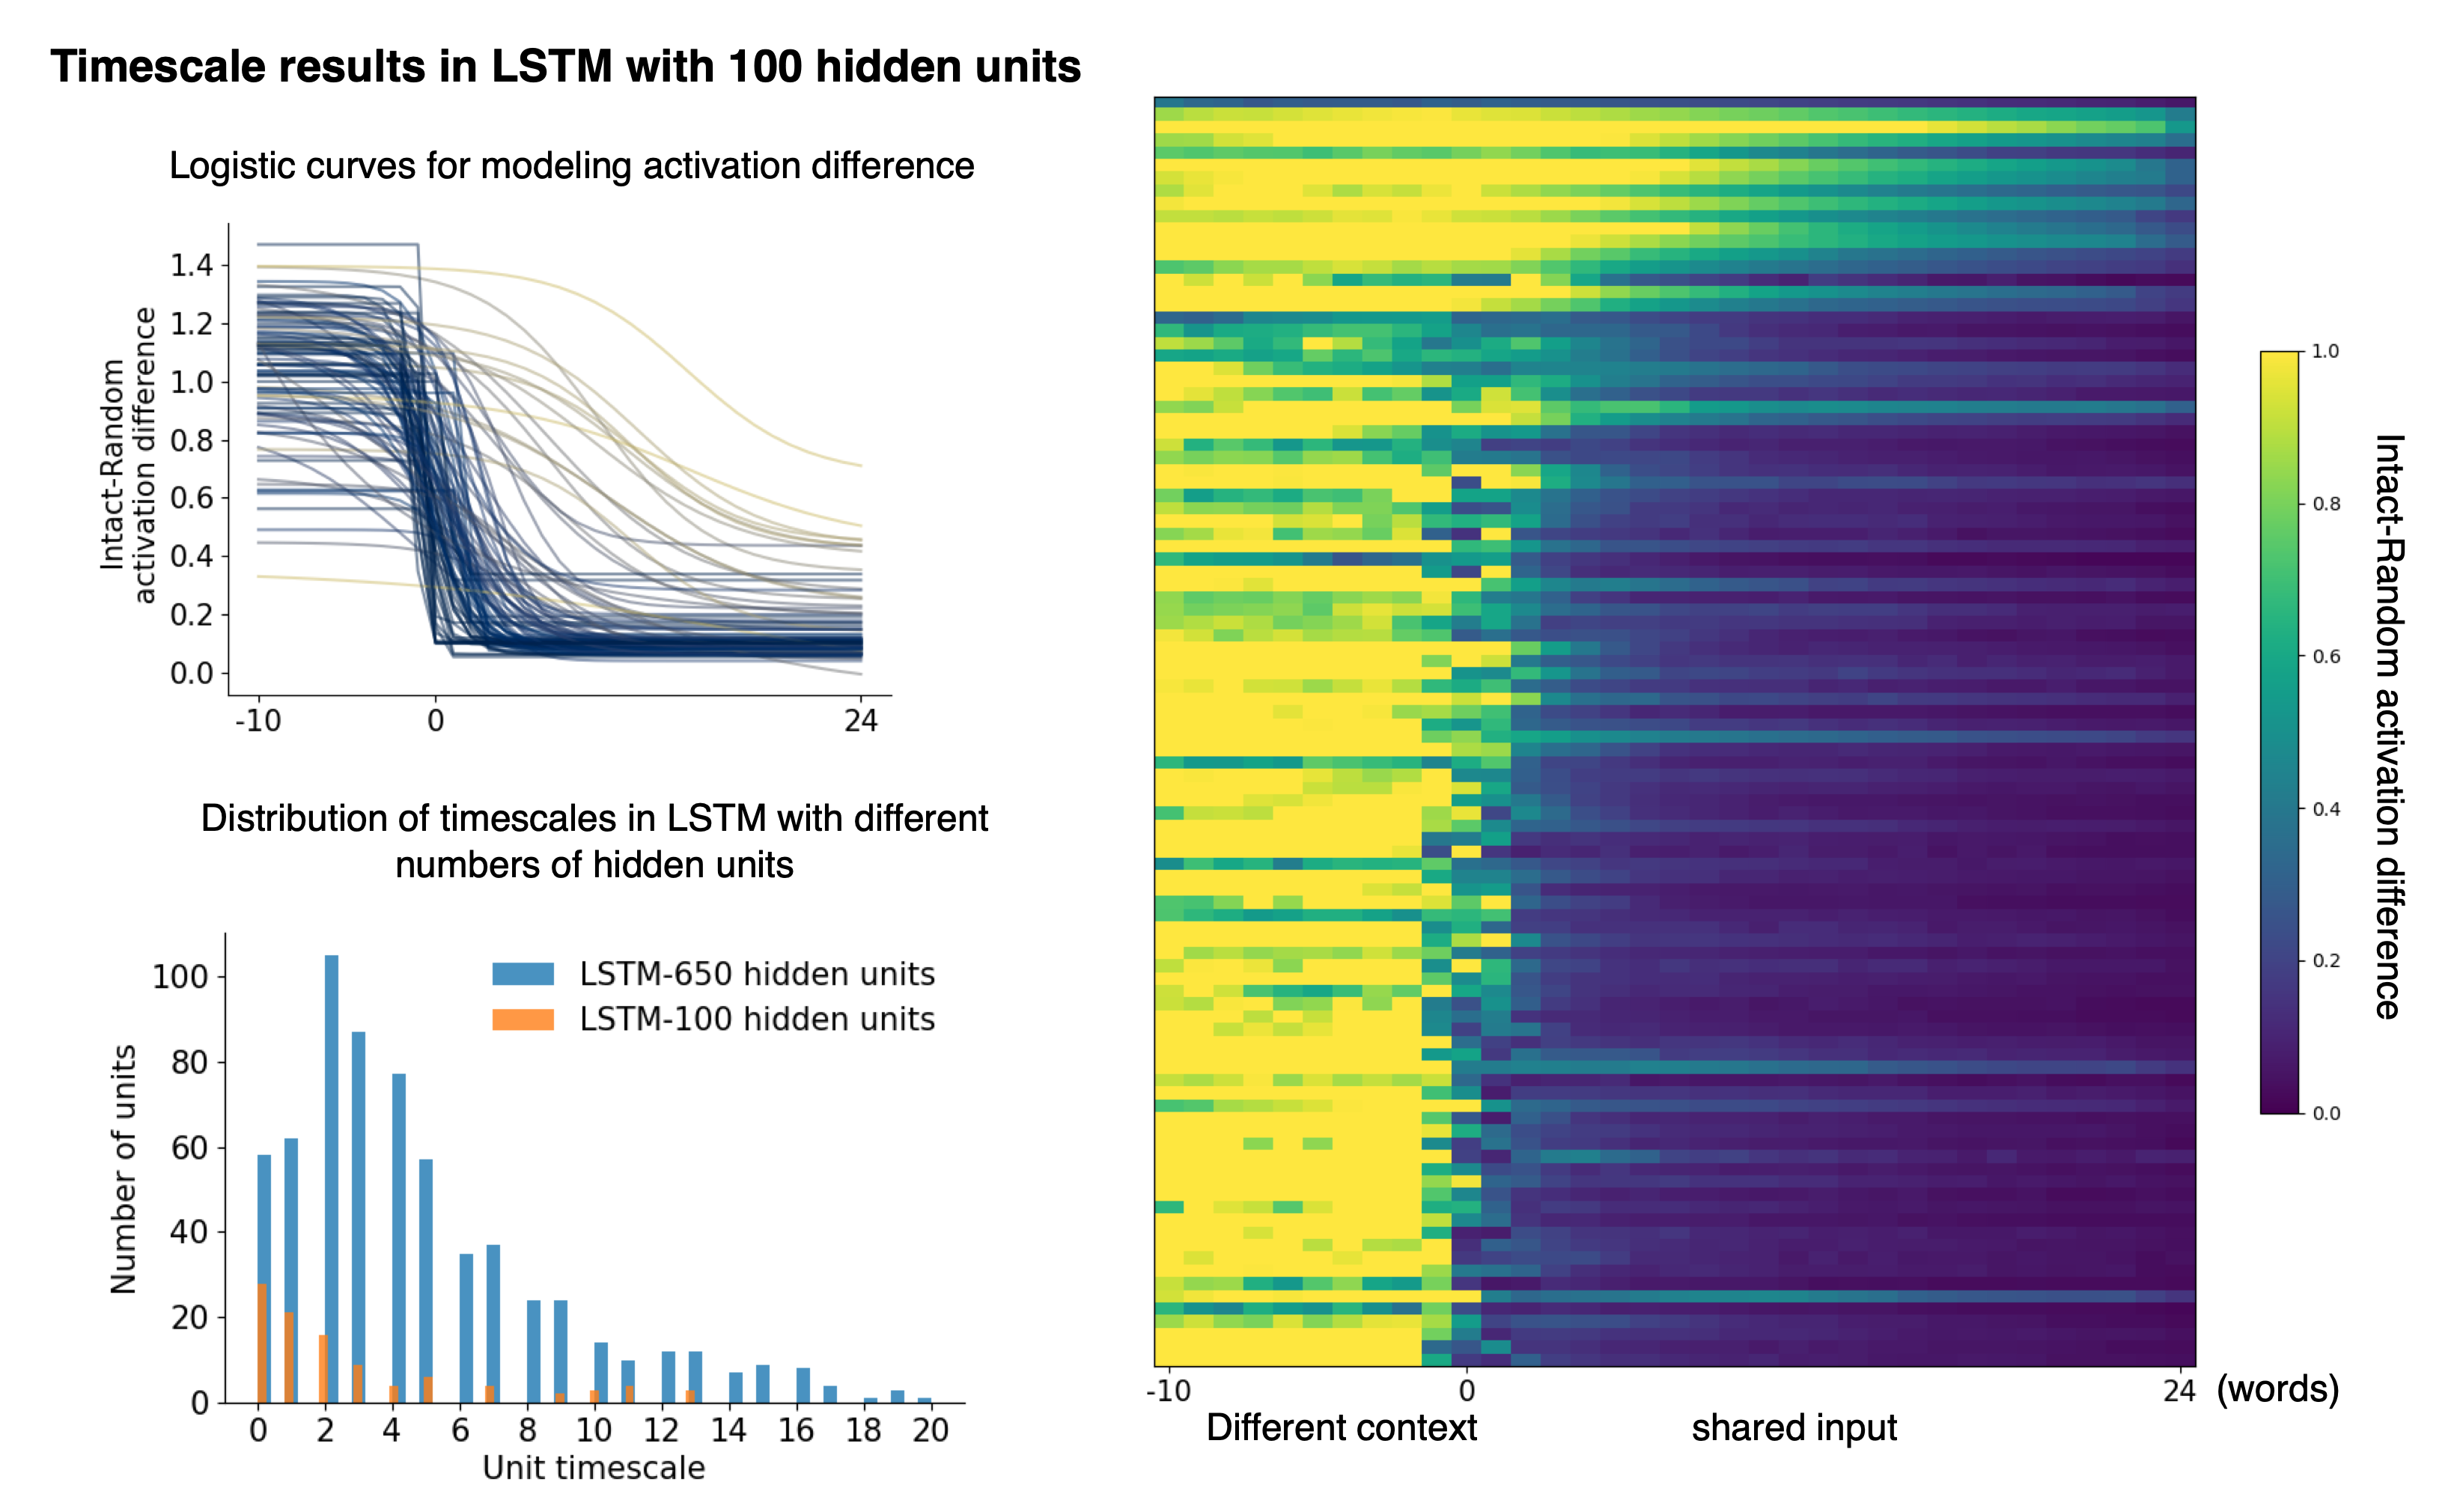 Timescale results in LSTM with 100 hidden units
Logistic curves for modeling activation difference
Intact-Random
activation difference
1.4
1.2
1.0
0.8
0.6
0.4
0.2
0.0
-10 0 24
Distribution of timescales in LSTM with different
numbers of hidden units
LSTM-650 hidden units
LSTM-100 hidden units
Number of units
100
80
60
40
20
0
0 2 4 6 8 10 12 14 16 18 20
Unit timescale
-10 0 24 (words)
Different context shared input
1.0
0.8
0.6
0.4
0.2
0.0
Intact-Random activation difference